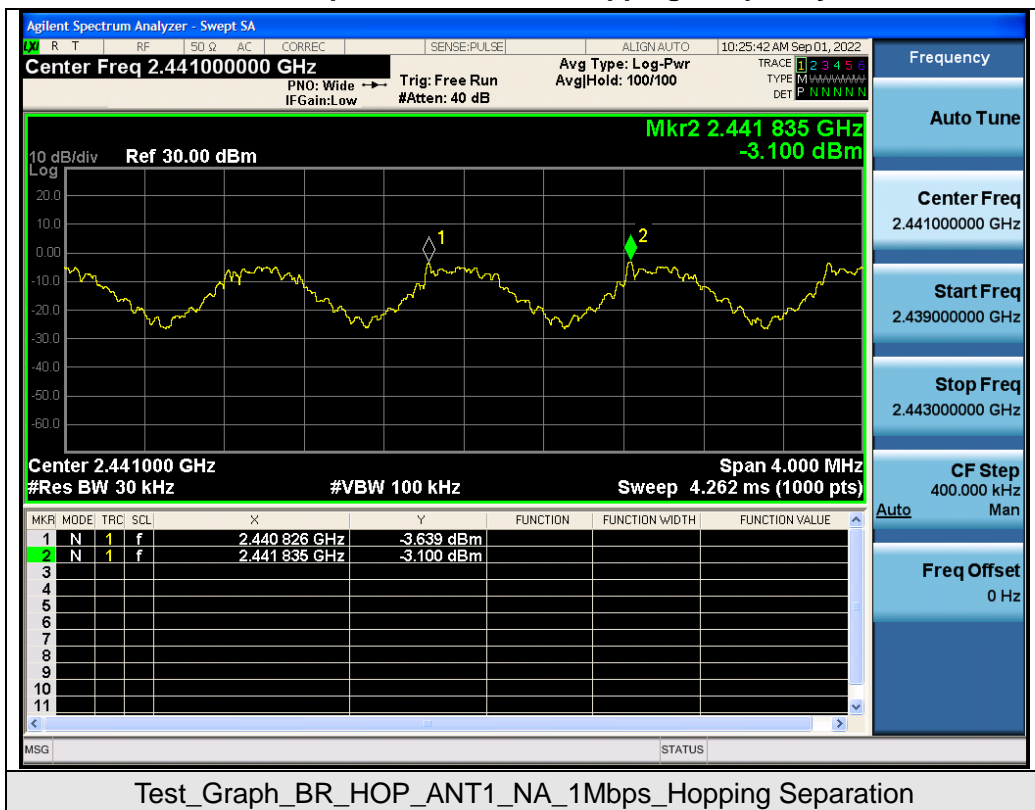 Agilent Spectrum Analyzer - Swept SA
LXI R T RF 50 Ω AC CORREC SENSE:PULSE ALIGN AUTO 10:25:42 AM Sep 01, 2022
Center Freq 2.441000000 GHz
PNO: Wide
IFGain:Low
Trig: Free Run
#Atten: 40 dB
Avg Type: Log-Pwr
Avg|Hold: 100/100
TRACE 1 2 3 4 5 6
TYPE MWWWWW
DET P N N N N N
Mkr2 2.441 835 GHz
-3.100 dBm
10 dB/div Ref 30.00 dBm
Log
20.0
10.0
0.00
-10.0
-20.0
-30.0
-40.0
-50.0
-60.0
1
2
Center 2.441000 GHz Span 4.000 MHz
#Res BW 30 kHz #VBW 100 kHz Sweep 4.262 ms (1000 pts)
MKR MODE TRC SCL X Y FUNCTION FUNCTION WIDTH FUNCTION VALUE
1 N 1 f 2.440 826 GHz -3.639 dBm
2 N 1 f 2.441 835 GHz -3.100 dBm
3
4
5
6
7
8
9
10
11
MSG STATUS
Frequency
Auto Tune
Center Freq
2.441000000 GHz
Start Freq
2.439000000 GHz
Stop Freq
2.443000000 GHz
CF Step
400.000 kHz
Auto Man
Freq Offset
0 Hz
Test_Graph_BR_HOP_ANT1_NA_1Mbps_Hopping Separation